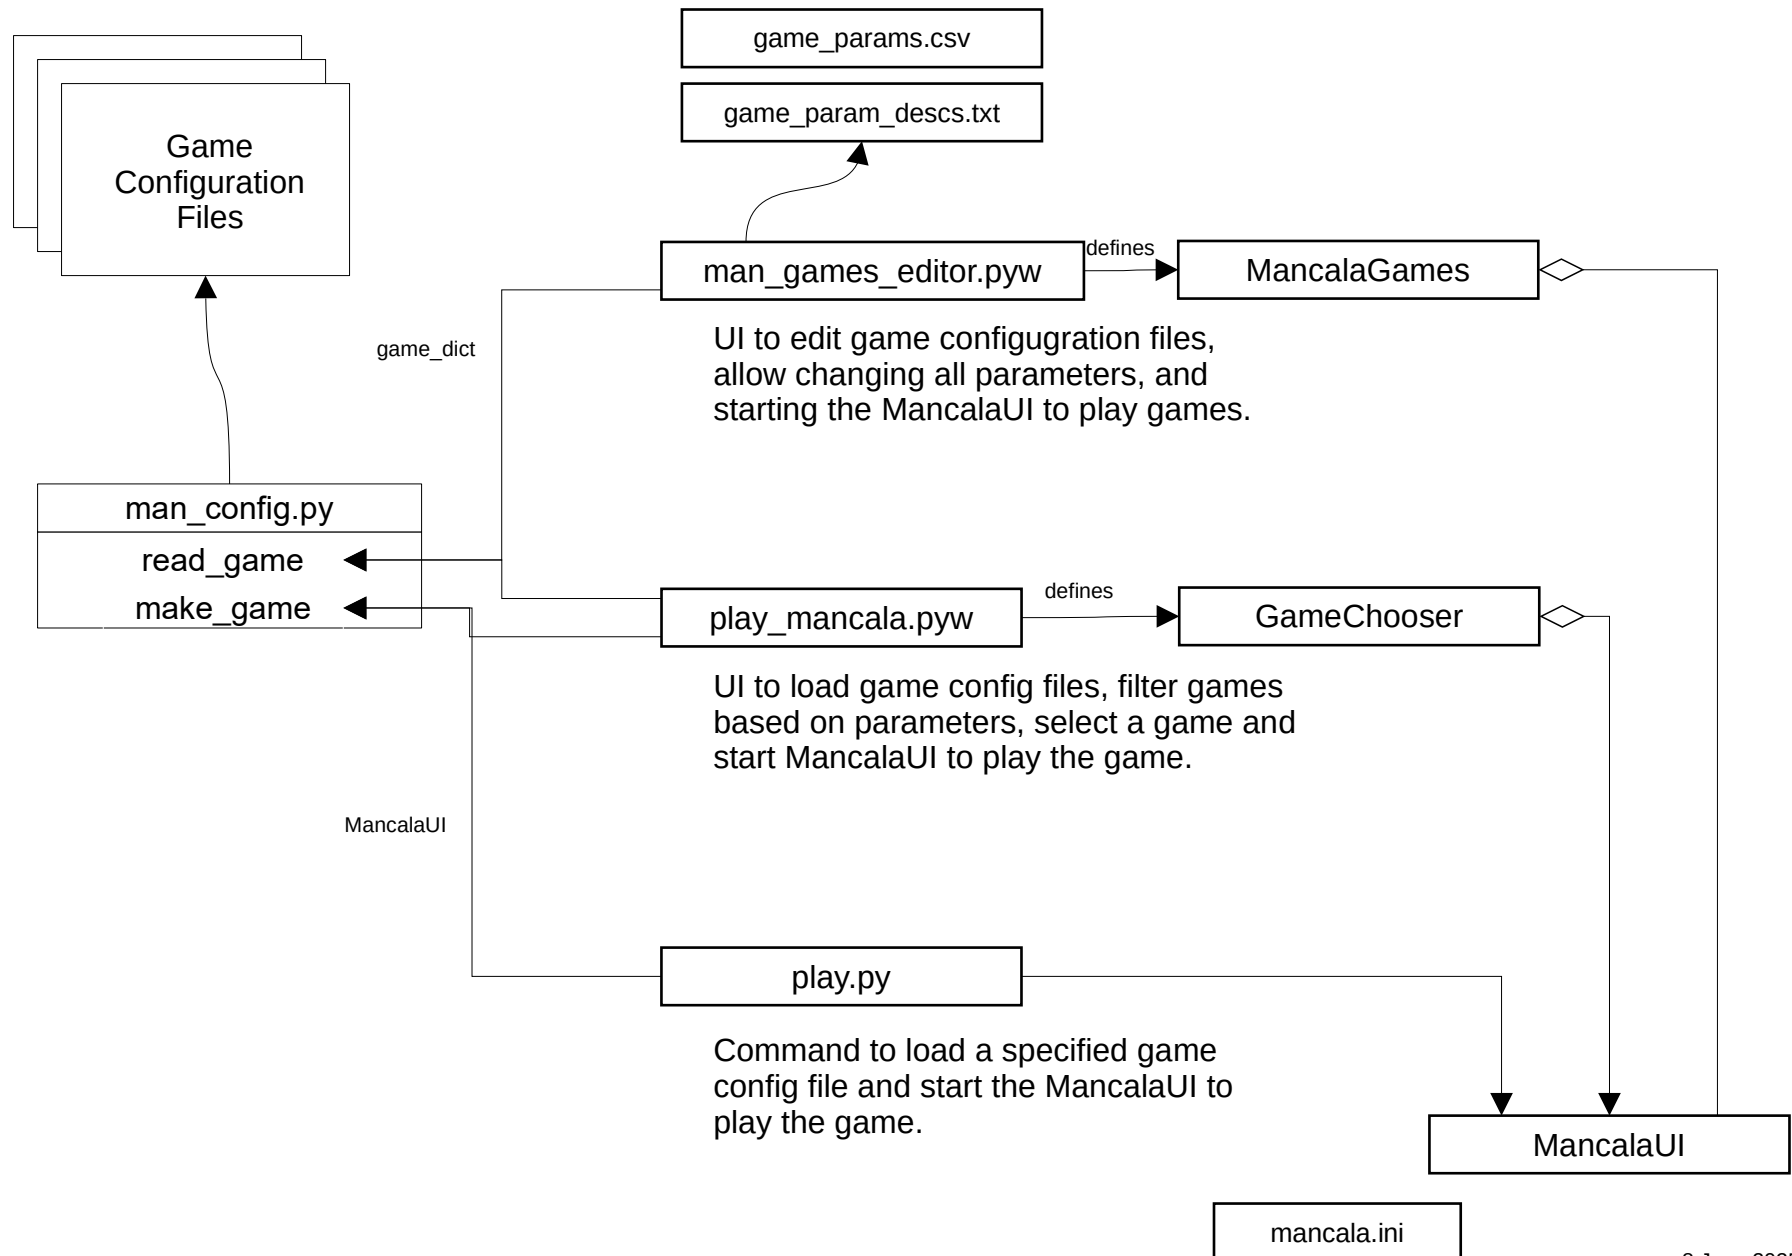 game_params.csv
game_param_descs.txt
Game
Configuration
Files
man_games_editor.pyw
defines
MancalaGames
UI to edit game configugration files,
allow changing all parameters, and
starting the MancalaUI to play games.
game_dict
man_config.py
read_game
make_game
play_mancala.pyw
defines
GameChooser
UI to load game config files, filter games
based on parameters, select a game and
start MancalaUI to play the game.
MancalaUI
play.py
Command to load a specified game
config file and start the MancalaUI to
play the game.
MancalaUI
mancala.ini